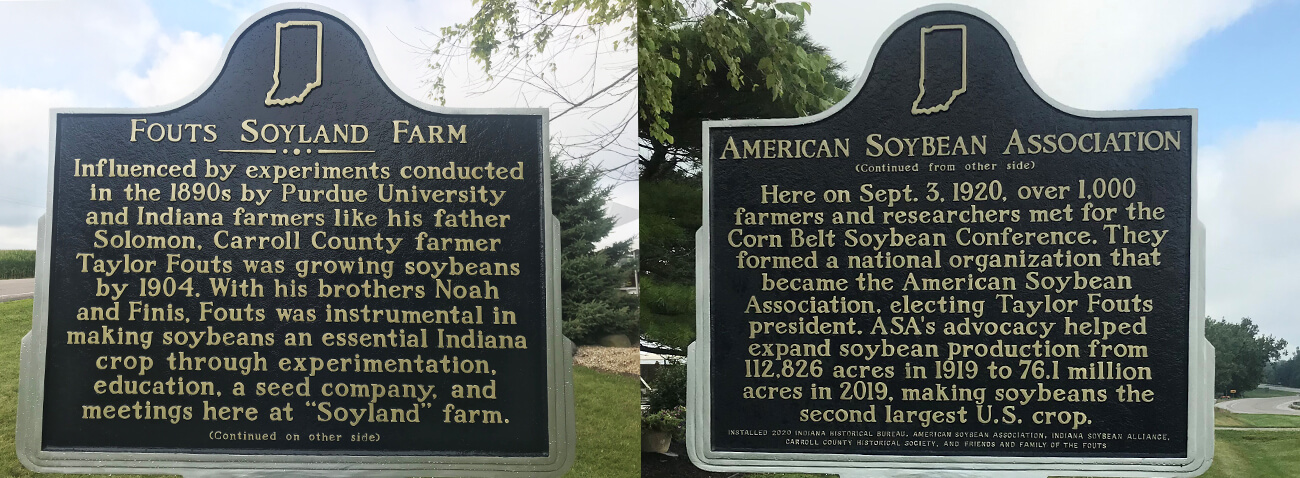 FOUTS SOYLAND FARM
Influenced by experiments conducted
in the 1890s by Purdue University
and Indiana farmers like his father
Solomon, Carroll County farmer
Taylor Fouts was growing soybeans
by 1904. With his brothers Noah
and Finis, Fouts was instrumental in
making soybeans an essential Indiana
crop through experimentation,
education, a seed company, and
meetings here at “Soyland” farm.
(Continued on other side)
AMERICAN SOYBEAN ASSOCIATION
(Continued from other side)
Here on Sept. 3, 1920, over 1,000
farmers and researchers met for the
Corn Belt Soybean Conference. They
formed a national organization that
became the American Soybean
Association, electing Taylor Fouts
president. ASA's advocacy helped
expand soybean production from
112,826 acres in 1919 to 76.1 million
acres in 2019, making soybeans the
second largest U.S. crop.
INSTALLED 2020 INDIANA HISTORICAL BUREAU, AMERICAN SOYBEAN ASSOCIATION, INDIANA SOYBEAN ALLIANCE,
CARROLL COUNTY HISTORICAL SOCIETY, AND FRIENDS AND FAMILY OF THE FOUTS